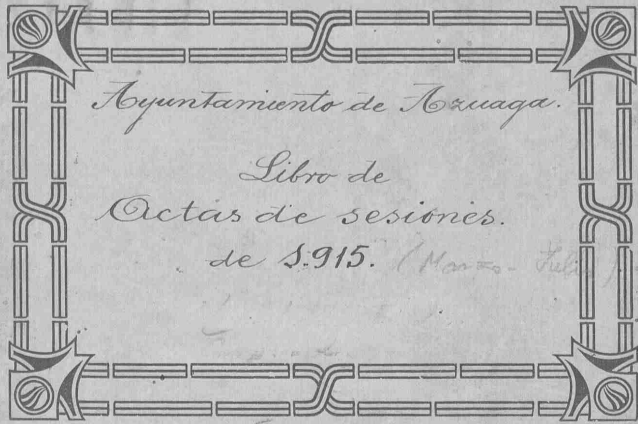 Ayuntamiento de Azuaga.
Libro de
Actas de sesiones.
de 1.915. (Marzo - Julio)